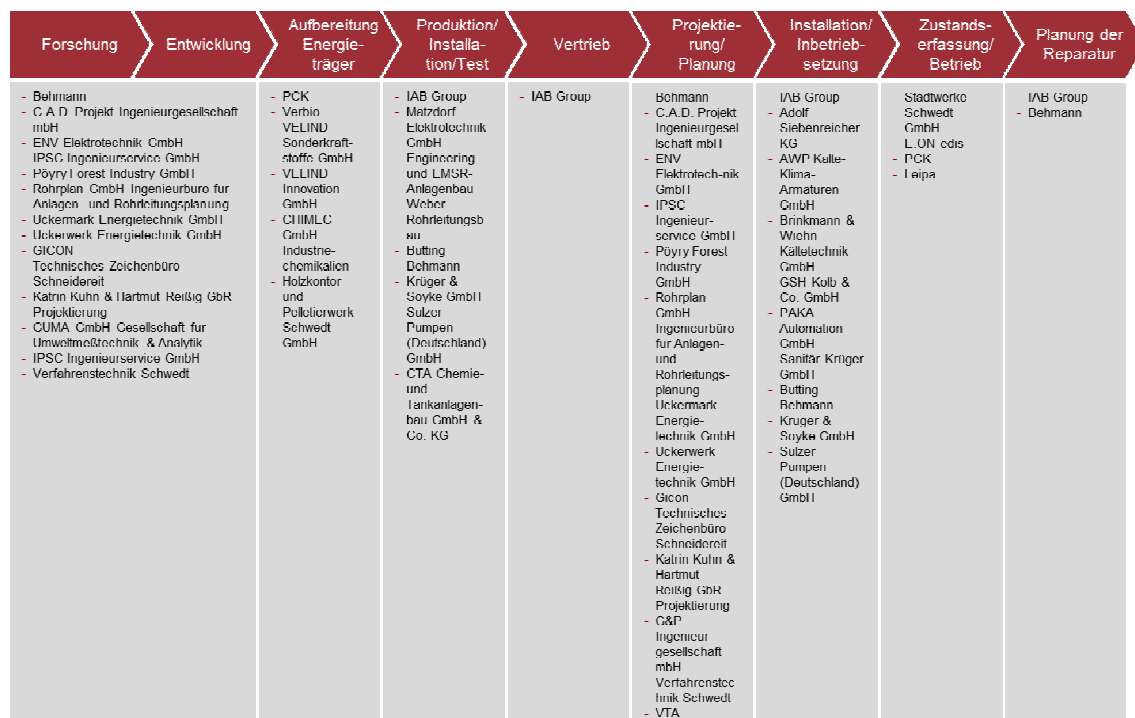 Forschung
Entwicklung
Aufbereitung
Energie-
träger
Produktion/
Installa-
tion/Test
Vertrieb
Projektie-
rung/
Planung
Installation/
Inbetrieb-
setzung
Zustands-
erfassung/
Betrieb
Planung der
Reparatur
- Behmann
- C.A.D. Projekt Ingenieurgesellschaft
mbH
- ENV Elektrotechnik GmbH
IPSC Ingenieurservice GmbH
- Pöyry Forest Industry GmbH
- Rohrplan GmbH Ingenieurbüro für
Anlagen- und Rohrleitungsplanung
- Uckermark Energietechnik GmbH
- Uckerwerk Energietechnik GmbH
- GICON
Technisches Zeichenbüro
Schneidereit
- Katrin Kuhn & Hartmut Reißig GbR
Projektierung
- GUMA GmbH Gesellschaft für
Umweltmeßtechnik & Analytik
- IPSC Ingenieurservice GmbH
- Verfahrenstechnik Schwedt
- PCK
- Verbio
VELIND
Sonderkraft-
stoffe GmbH
- VELIND
Innovation
GmbH
- CHIMEC
GmbH
Industrie-
chemikalien
- Holzkontor
und
Pelletierwerk
Schwedt
GmbH
- IAB Group
- Matzdorf
Elektrotechnik
GmbH
Engineering
und EMSR-
Anlagenbau
Weber
Rohrleitungsb
au
- Butting
Behmann
- Krüger &
Soyke GmbH
Sulzer
Pumpen
(Deutschland)
GmbH
- CTA Chemie-
und
Tankanlagen-
bau GmbH &
Co. KG
- IAB Group
Behmann
- C.A.D. Projekt
Ingenieurgesel
lschaft mbH
- ENV
Elektrotech-nik
GmbH
- IPSC
Ingenieur-
service GmbH
- Pöyry Forest
Industry
GmbH
- Rohrplan
GmbH
Ingenieurbüro
für Anlagen-
und
Rohrleitungs-
planung
Uckermark
Energie-
technik GmbH
- Uckerwerk
Energie-
technik GmbH
- Gicon
Technisches
Zeichenbüro
Schneidereit
- Katrin Kuhn &
Hartmut
Reißig GbR
Projektierung
- G&P
Ingenieur
gesellschaft
mbH
Verfahrenstec
hnik Schwedt
- VTA
IAB Group
- Adolf
Siebenreicher
KG
- AWP Kälte-
Klima-
Armaturen
GmbH
- Brinkmann &
Wiehn
Kältetechnik
GmbH
GSH Kolb &
Co. GmbH
- PAKA
Automation
GmbH
Sanitär Krüger
GmbH
- Butting
Behmann
- Krüger &
Soyke GmbH
- Sulzer
Pumpen
(Deutschland)
GmbH
Stadtwerke
Schwedt
GmbH
E.ON edis
- PCK
- Leipa
IAB Group
- Behmann